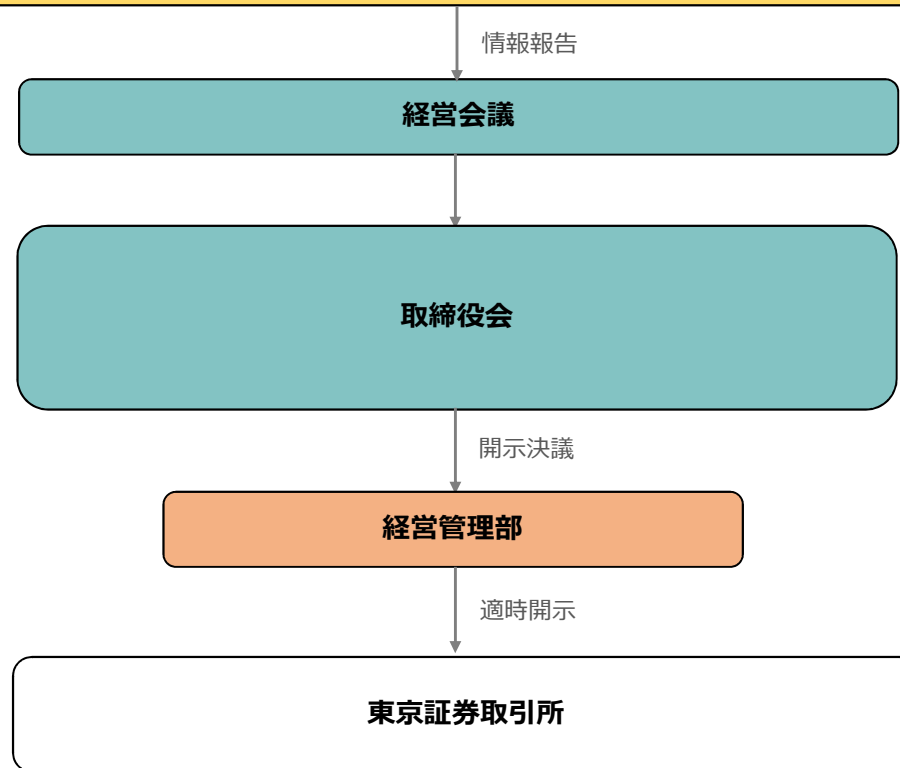 情報報告
経営会議
取締役会
開示決議
経営管理部
適時開示
東京証券取引所